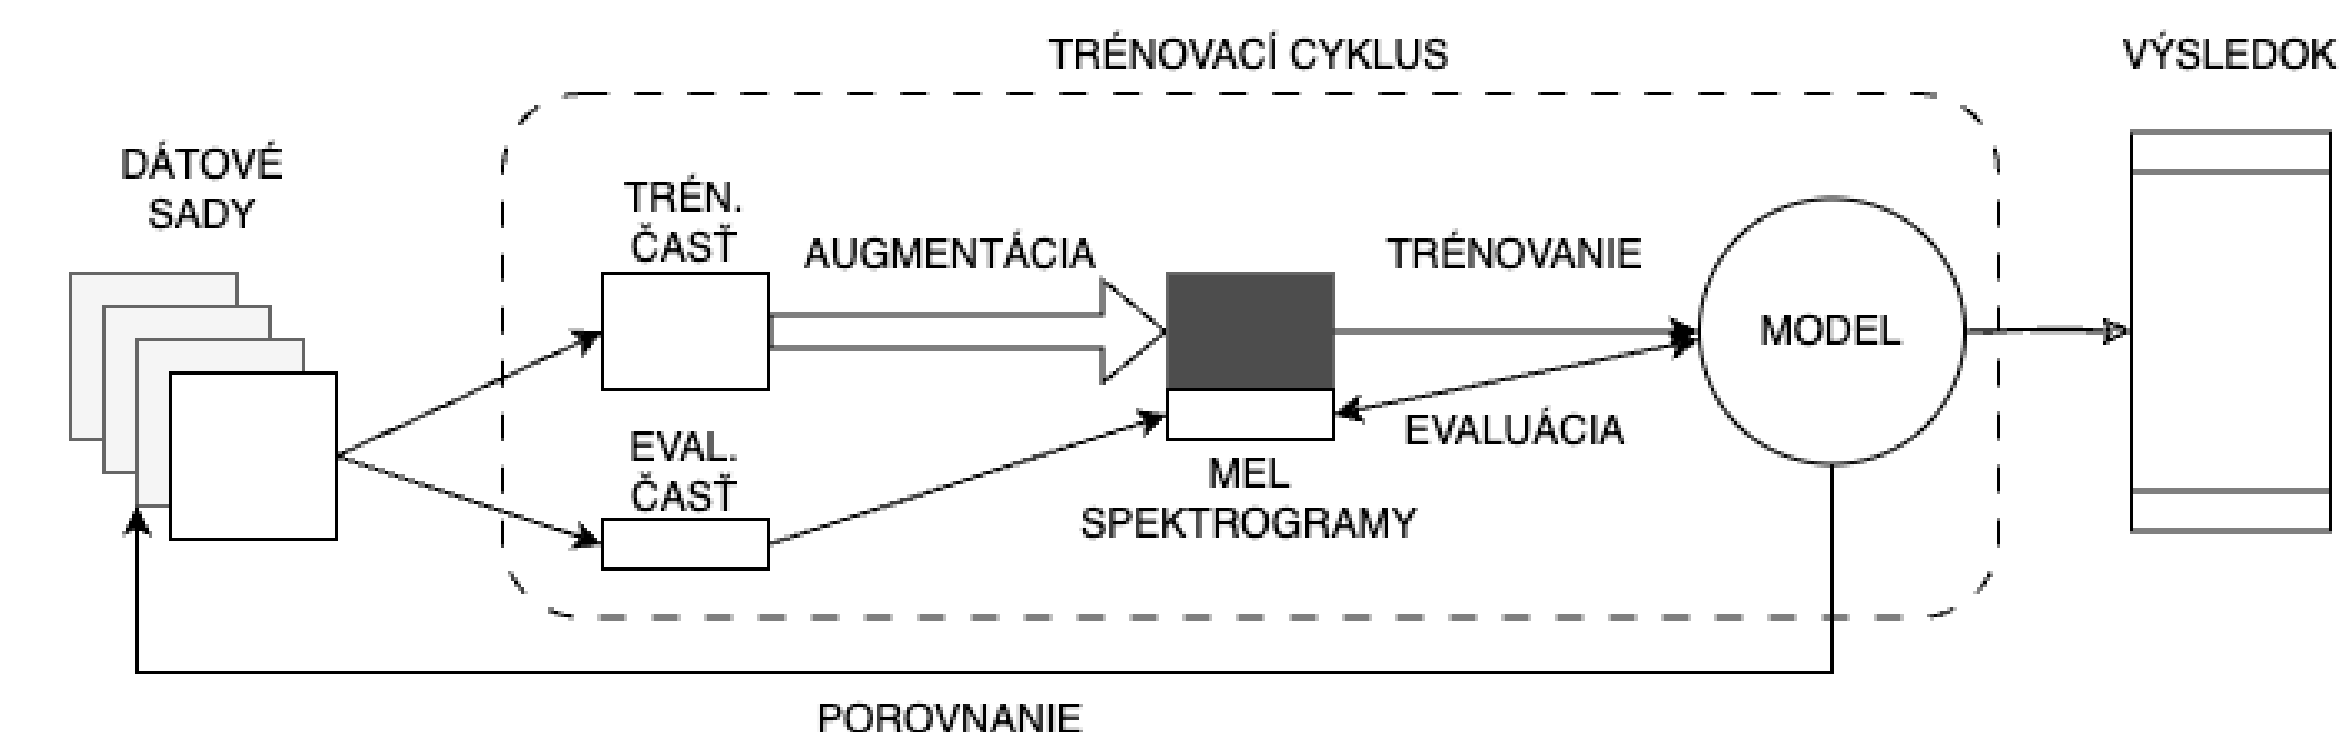 TRÉNOVACÍ CYKLUS
VÝSLEDOK
DÁTOVÉ
SADY
TRÉN.
ČASŤ
AUGMENTÁCIA
TRÉNOVANIE
MODEL
EVAL.
ČASŤ
EVALUÁCIA
MEL
SPEKTROGRAMY
POROVNANIE